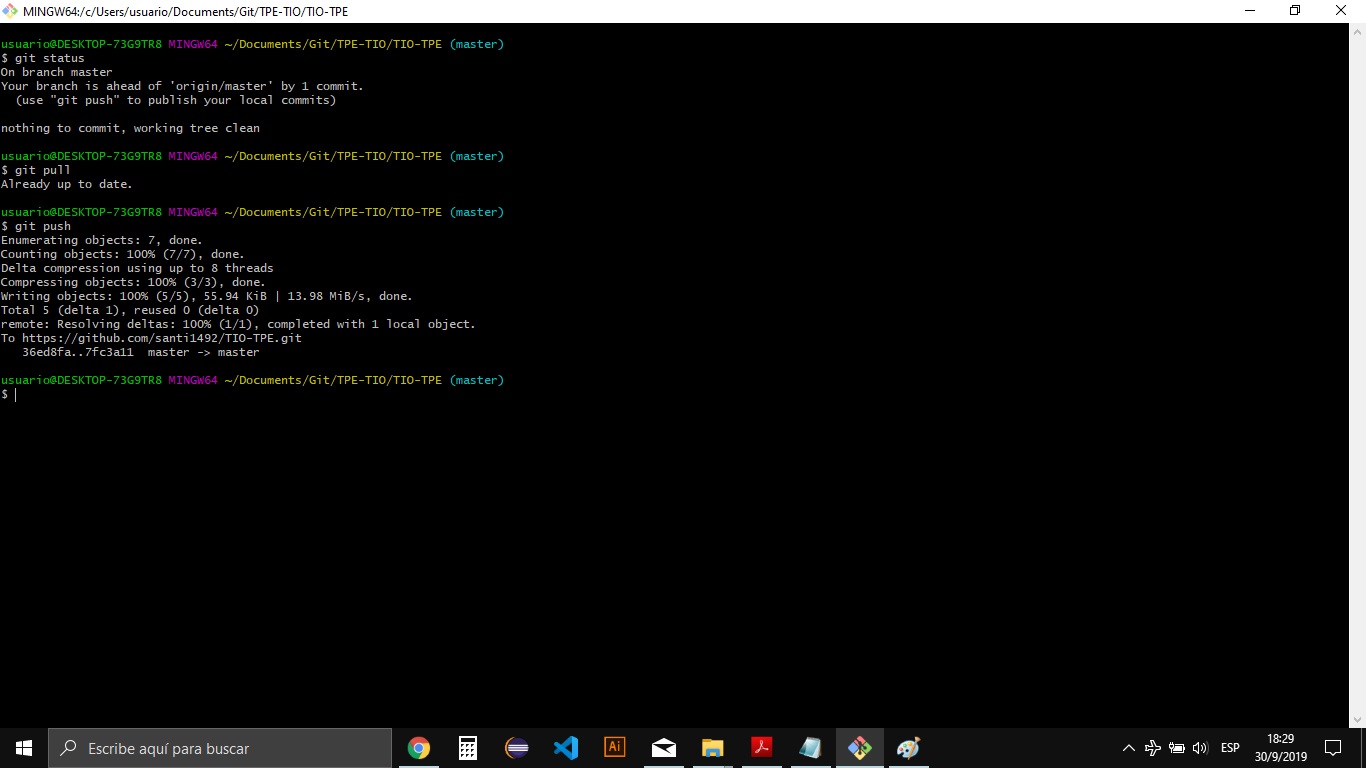 MINGW64:/c/Users/usuario/Documents/Git/TPE-TIO/TIO-TPE
usuario@DESKTOP-73G9TR8 MINGW64 ~/Documents/Git/TPE-TIO/TIO-TPE (master)
$ git status
On branch master
Your branch is ahead of 'origin/master' by 1 commit.
  (use "git push" to publish your local commits)
nothing to commit, working tree clean
usuario@DESKTOP-73G9TR8 MINGW64 ~/Documents/Git/TPE-TIO/TIO-TPE (master)
$ git pull
Already up to date.
usuario@DESKTOP-73G9TR8 MINGW64 ~/Documents/Git/TPE-TIO/TIO-TPE (master)
$ git push
Enumerating objects: 7, done.
Counting objects: 100% (7/7), done.
Delta compression using up to 8 threads
Compressing objects: 100% (3/3), done.
Writing objects: 100% (5/5), 55.94 KiB | 13.98 MiB/s, done.
Total 5 (delta 1), reused 0 (delta 0)
remote: Resolving deltas: 100% (1/1), completed with 1 local object.
To https://github.com/santi1492/TIO-TPE.git
   36ed8fa..7fc3a11  master -> master
usuario@DESKTOP-73G9TR8 MINGW64 ~/Documents/Git/TPE-TIO/TIO-TPE (master)
$
Escribe aquí para buscar
Ai
ESP
18:29
30/9/2019